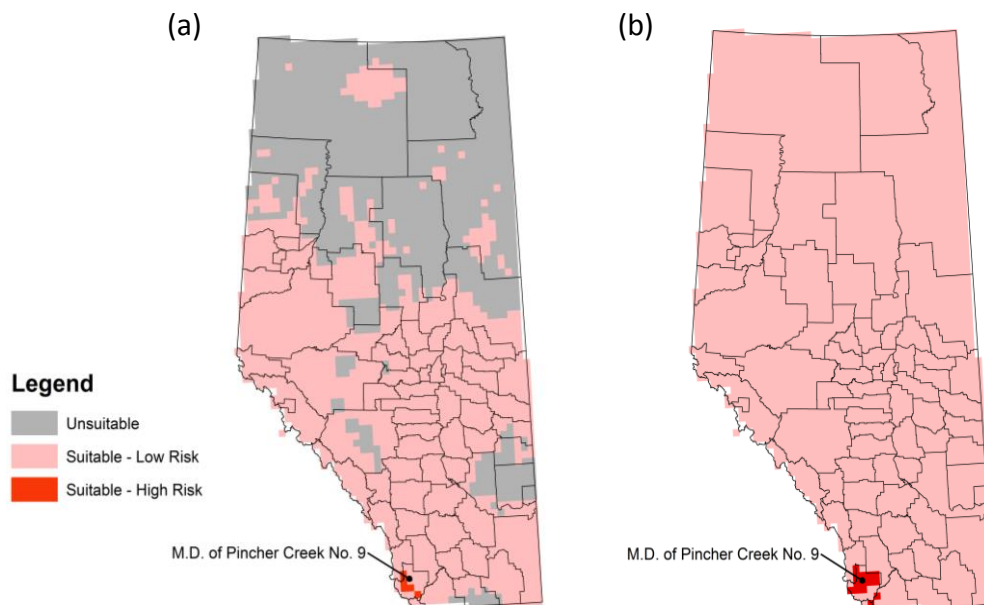 (a)
(b)
Legend
Unsuitable
Suitable - Low Risk
Suitable - High Risk
M.D. of Pincher Creek No. 9
M.D. of Pincher Creek No. 9